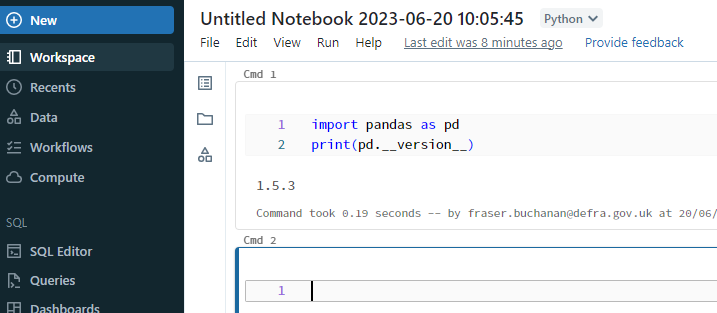 New
Workspace
Recents
Data
Workflows
Compute
SQL
SQL Editor
Queries
Dashboards
Untitled Notebook 2023-06-20 10:05:45 Python
File Edit View Run Help Last edit was 8 minutes ago Provide feedback
Cmd 1
1 import pandas as pd
2 print(pd.__version__)
1.5.3
Command took 0.19 seconds -- by fraser.buchanan@defra.gov.uk at 20/06/
Cmd 2
1